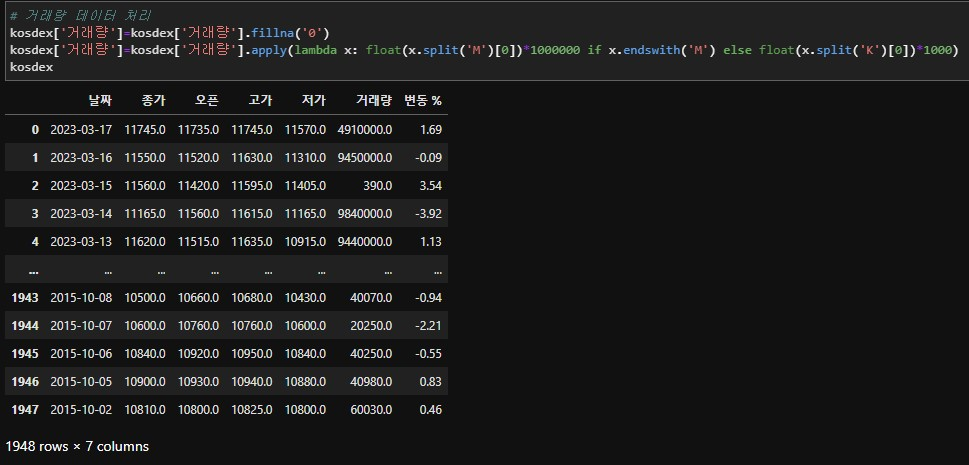 # 거래량 데이터 처리
kosdex['거래량']=kosdex['거래량'].fillna('0')
kosdex['거래량']=kosdex['거래량'].apply(lambda x: float(x.split('M')[0])*1000000 if x.endswith('M') else float(x.split('K')[0])*1000)
kosdex
날짜 종가 오픈 고가 저가 거래량 변동 %
0 2023-03-17 11745.0 11735.0 11745.0 11570.0 4910000.0 1.69
1 2023-03-16 11550.0 11520.0 11630.0 11310.0 9450000.0 -0.09
2 2023-03-15 11560.0 11420.0 11595.0 11405.0 390.0 3.54
3 2023-03-14 11165.0 11560.0 11615.0 11165.0 9840000.0 -3.92
4 2023-03-13 11620.0 11515.0 11635.0 10915.0 9440000.0 1.13
... ... ... ... ... ... ... ...
1943 2015-10-08 10500.0 10660.0 10680.0 10430.0 40070.0 -0.94
1944 2015-10-07 10600.0 10760.0 10760.0 10600.0 20250.0 -2.21
1945 2015-10-06 10840.0 10920.0 10950.0 10840.0 40250.0 -0.55
1946 2015-10-05 10900.0 10930.0 10940.0 10880.0 40980.0 0.83
1947 2015-10-02 10810.0 10800.0 10825.0 10800.0 60030.0 0.46
1948 rows × 7 columns